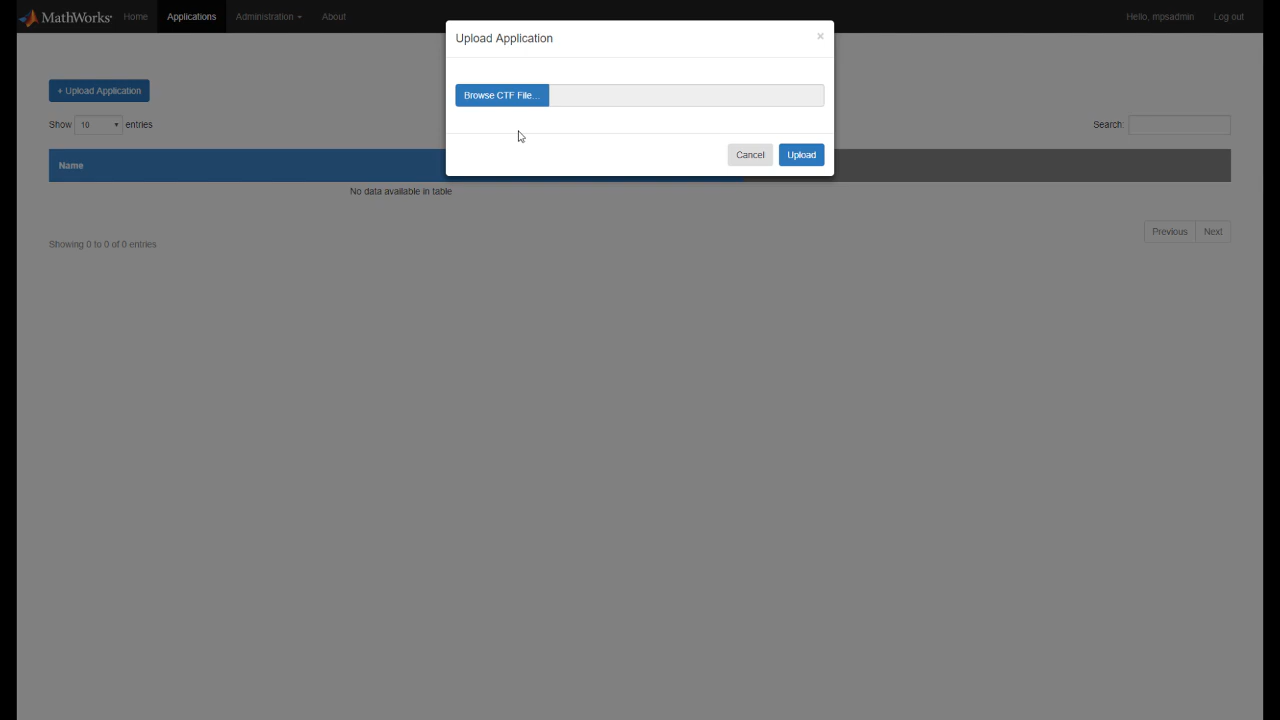 MathWorks® Home Applications Administration About Hello, mpsadmin Log out
Upload Application ×
+ Upload Application
Browse CTF File...
Show 10 entries Search:
Cancel Upload
Name
No data available in table
Previous Next
Showing 0 to 0 of 0 entries